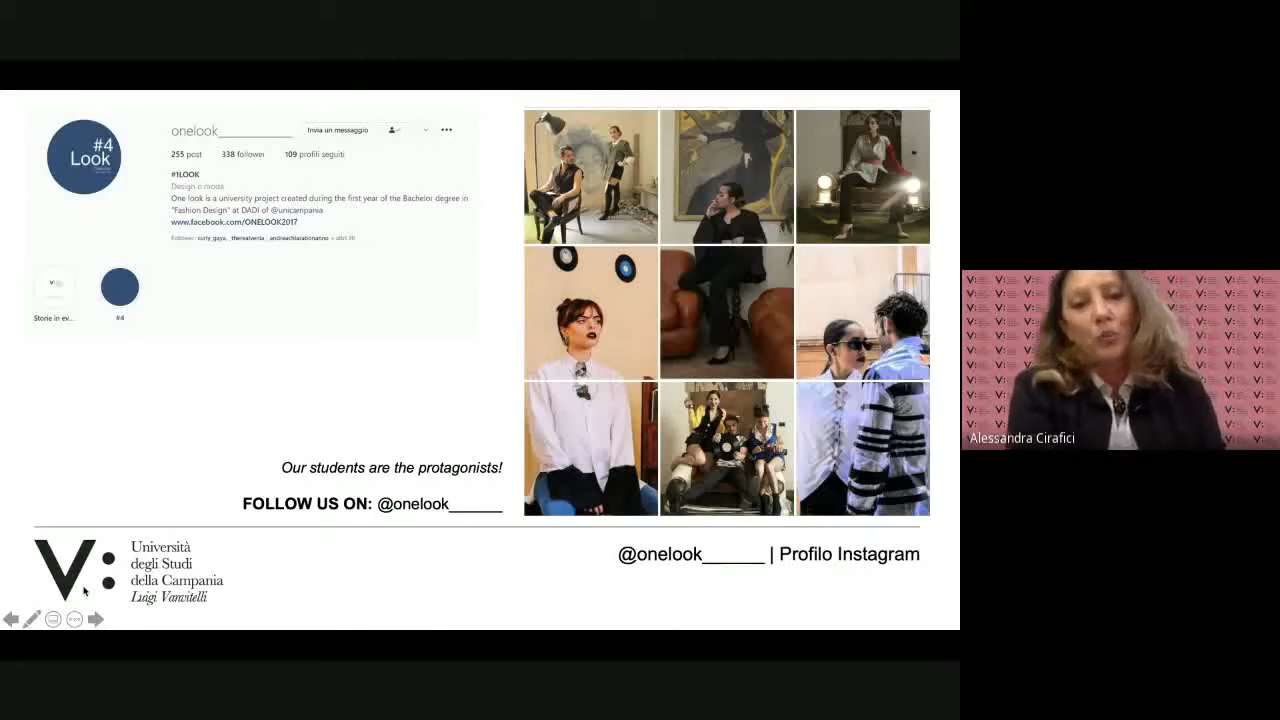 #4
Look
onelook____________
Invia un messaggio
255 post 338 follower 109 profili seguiti
#1LOOK
Design e moda
One look is a university project created during the first year of the Bachelor degree in
"Fashion Design" at DADI of @unicampania
www.facebook.com/ONELOOK2017
Storie in ev...
#4
Our students are the protagonists!
FOLLOW US ON: @onelook______
V:
Università
degli Studi
della Campania
Luigi Vanvitelli
@onelook______ | Profilo Instagram
Alessandra Cirafici